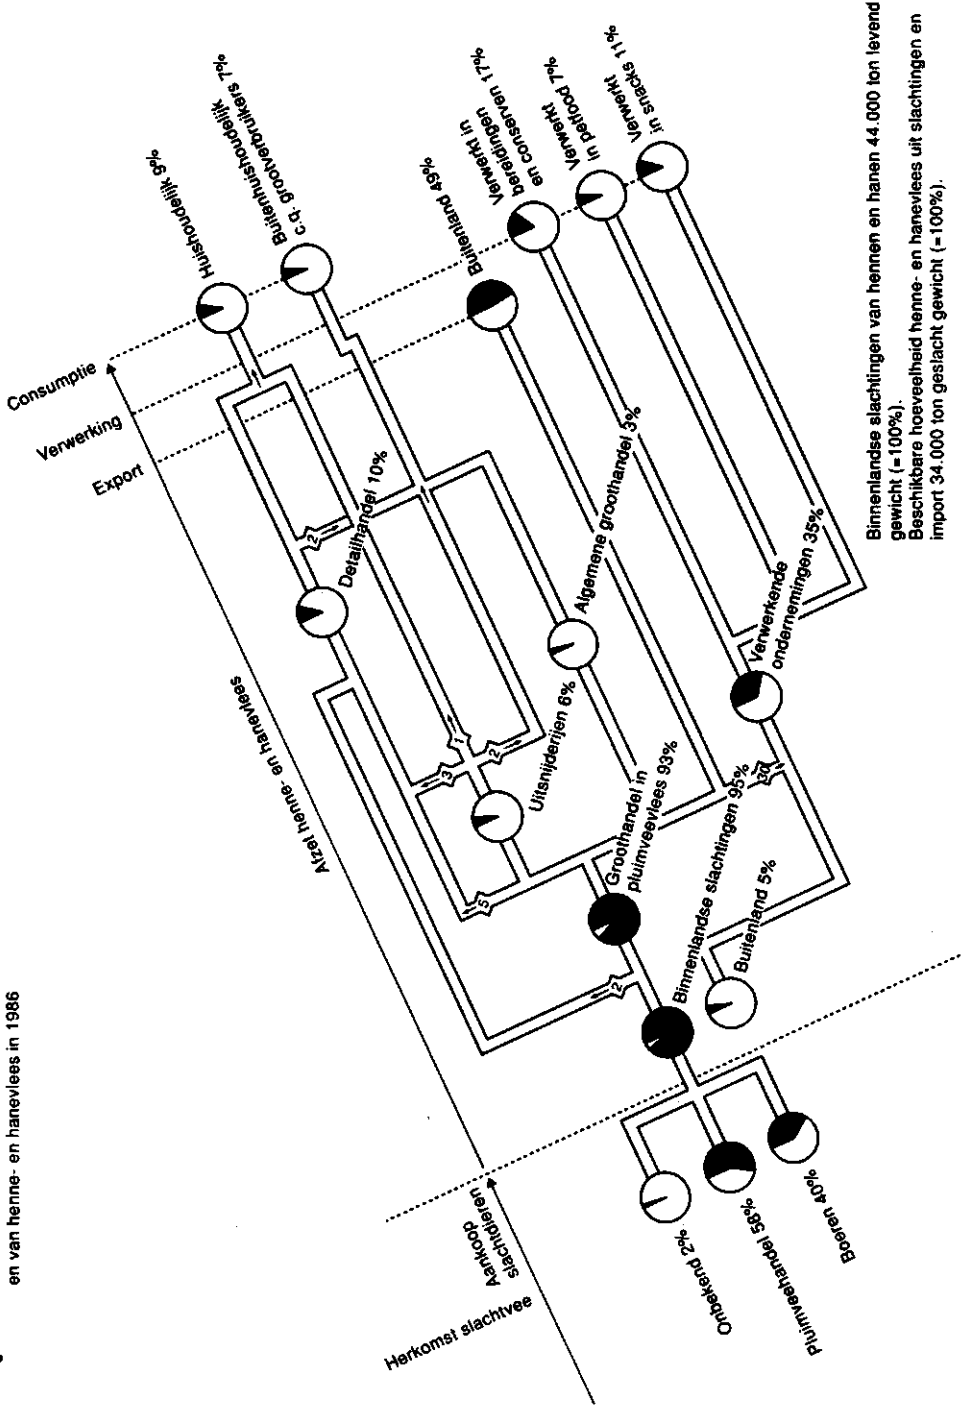 en van henne- en hanevlees in 1986
Herkomst slachtvee
Aankoop
slachtdieren
Afzet henne- en hanevlees
Export
Verwerking
Consumptie
Onbekend 2%
Pluimveehandel 58%
Boeren 40%
Binnenlandse slachtingen 95%
Buitenland 5%
Groothandel in
pluimveevlees 93%
Uitsnijderijen 6%
Algemene groothandel 3%
Detailhandel 10%
Verwerkende
ondernemingen 35%
2
5
3
1
2
2
30
Huishoudelijk 9%
Buitenhuishoudelijk
c.q. grootverbruikers 7%
Buitenland 49%
Verwerkt in
bereidingen
en conserven 17%
Verwerkt
in petfood 7%
Verwerkt
in snacks 11%
Binnenlandse slachtingen van hennen en hanen 44.000 ton levend
gewicht (=100%).
Beschikbare hoeveelheid henne- en hanevlees uit slachtingen en
import 34.000 ton geslacht gewicht (=100%).